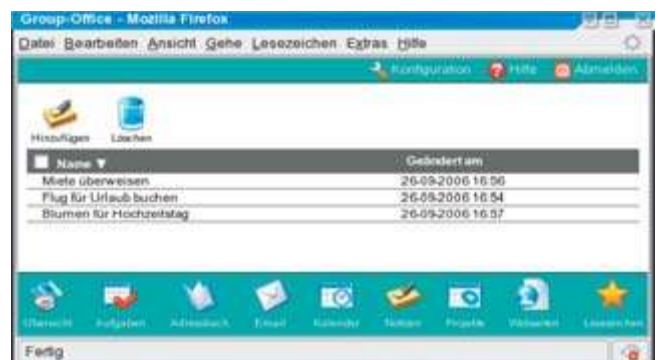 Group-Office - Mozilla Firefox
Datei Bearbeiten Ansicht Gehe Lesezeichen Extras Hilfe
Konfiguration Hilfe Abmelden
Hinzufügen Löschen
Name ▼ Geändert am
Miete überweisen 26-09-2006 16:56
Flug für Urlaub buchen 26-09-2006 16:54
Blumen für Hochzeitstag 26-09-2006 16:57
Übersicht Aufgaben Adressbuch Email Kalender Notizen Projekte Webseiten Lesezeichen
Fertig